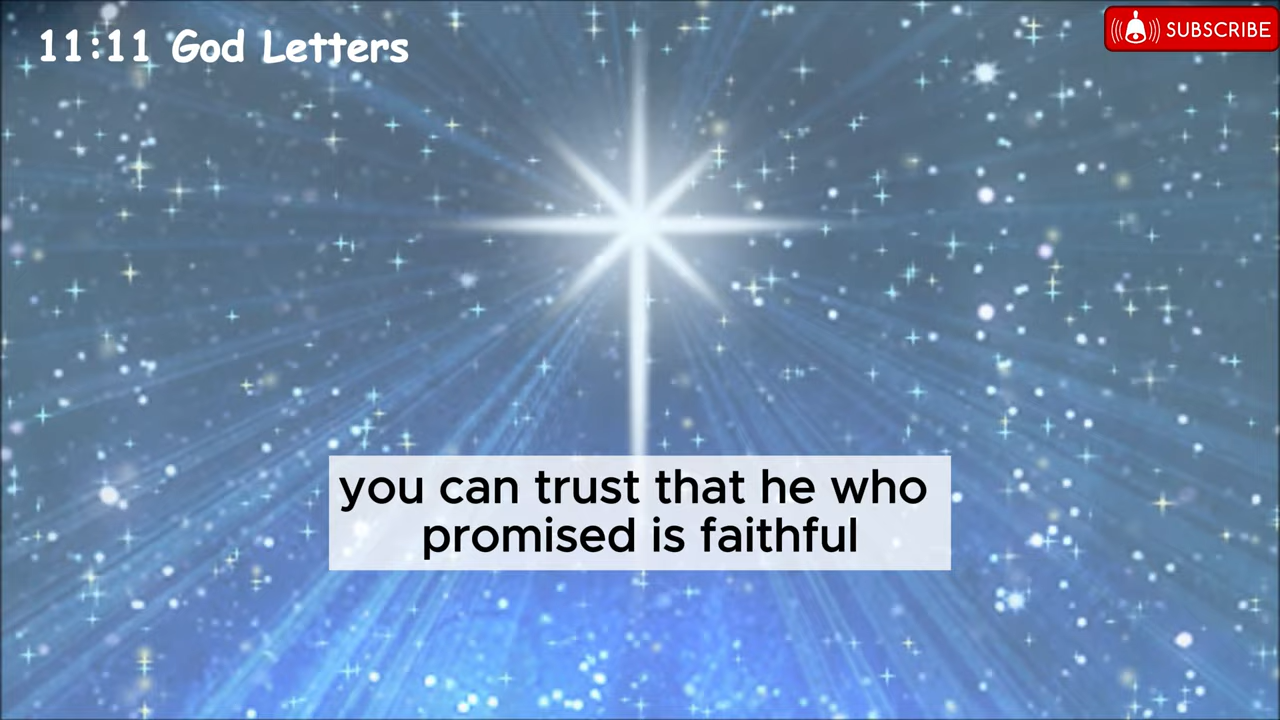 11:11 God Letters
SUBSCRIBE
you can trust that he who
promised is faithful